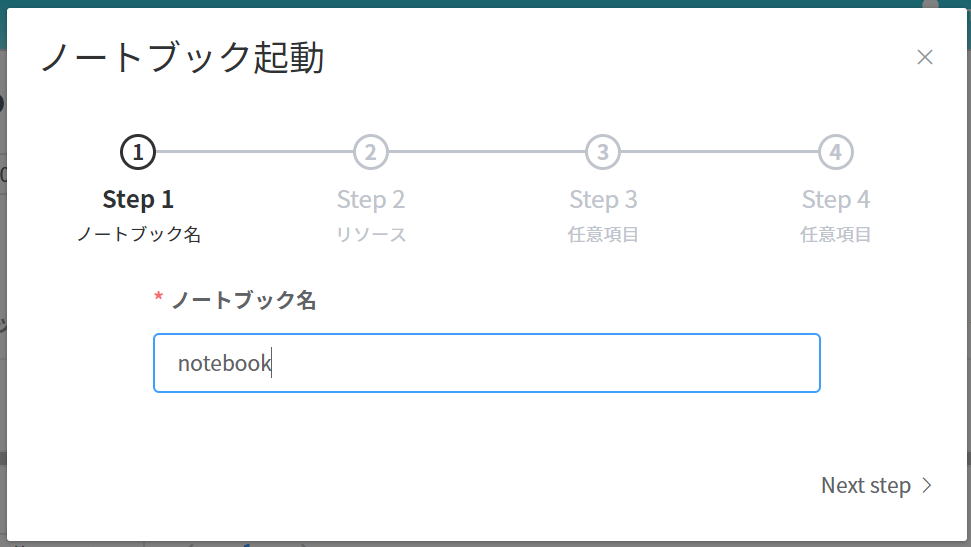 ノートブック起動
1
2
3
4
Step 1
Step 2
Step 3
Step 4
ノートブック名
リソース
任意項目
任意項目
* ノートブック名
notebook
Next step